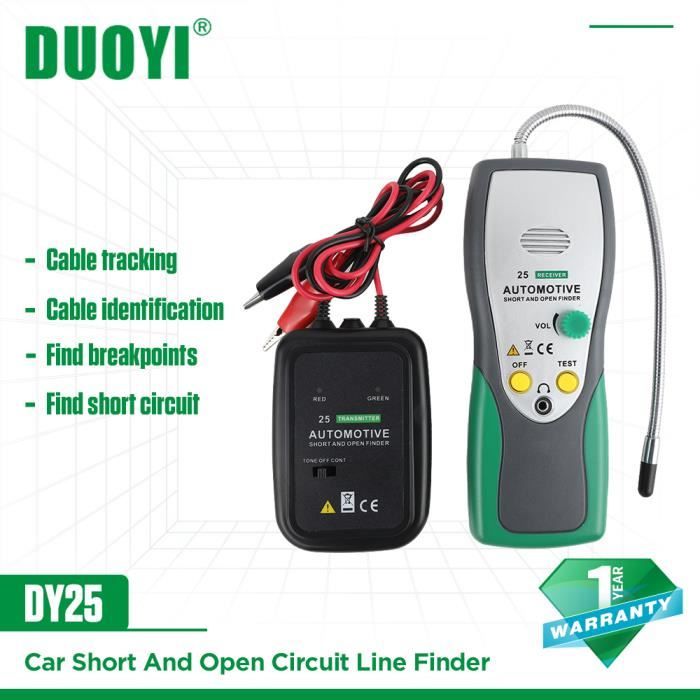 DUOYI®
- Cable tracking
- Cable identification
- Find breakpoints
- Find short circuit
RED GREEN
25 TRANSMITTER
AUTOMOTIVE
SHORT AND OPEN FINDER
TONE OFF CONT
CE
25 RECEIVER
AUTOMOTIVE
SHORT AND OPEN FINDER
VOL
CE
OFF TEST
1 YEAR
WARRANTY
DY25
Car Short And Open Circuit Line Finder